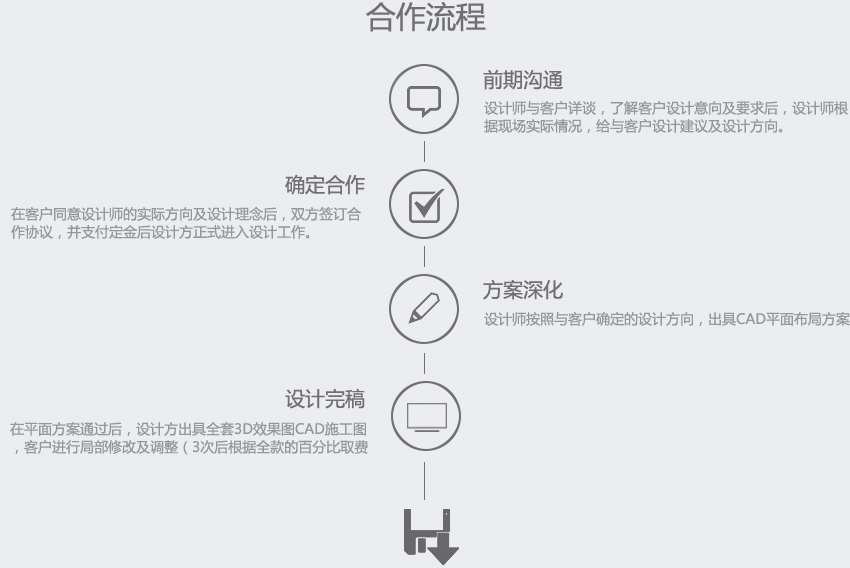 合作流程
前期沟通
设计师与客户详谈，了解客户设计意向及要求后，设计师根
据现场实际情况，给与客户设计建议及设计方向。
确定合作
在客户同意设计师的实际方向及设计理念后，双方签订合
作协议，并支付定金后设计方正式进入设计工作。
方案深化
设计师按照与客户确定的设计方向，出具CAD平面布局方案
设计完稿
在平面方案通过后，设计方出具全套3D效果图CAD施工图
，客户进行局部修改及调整（3次后根据全款的百分比取费